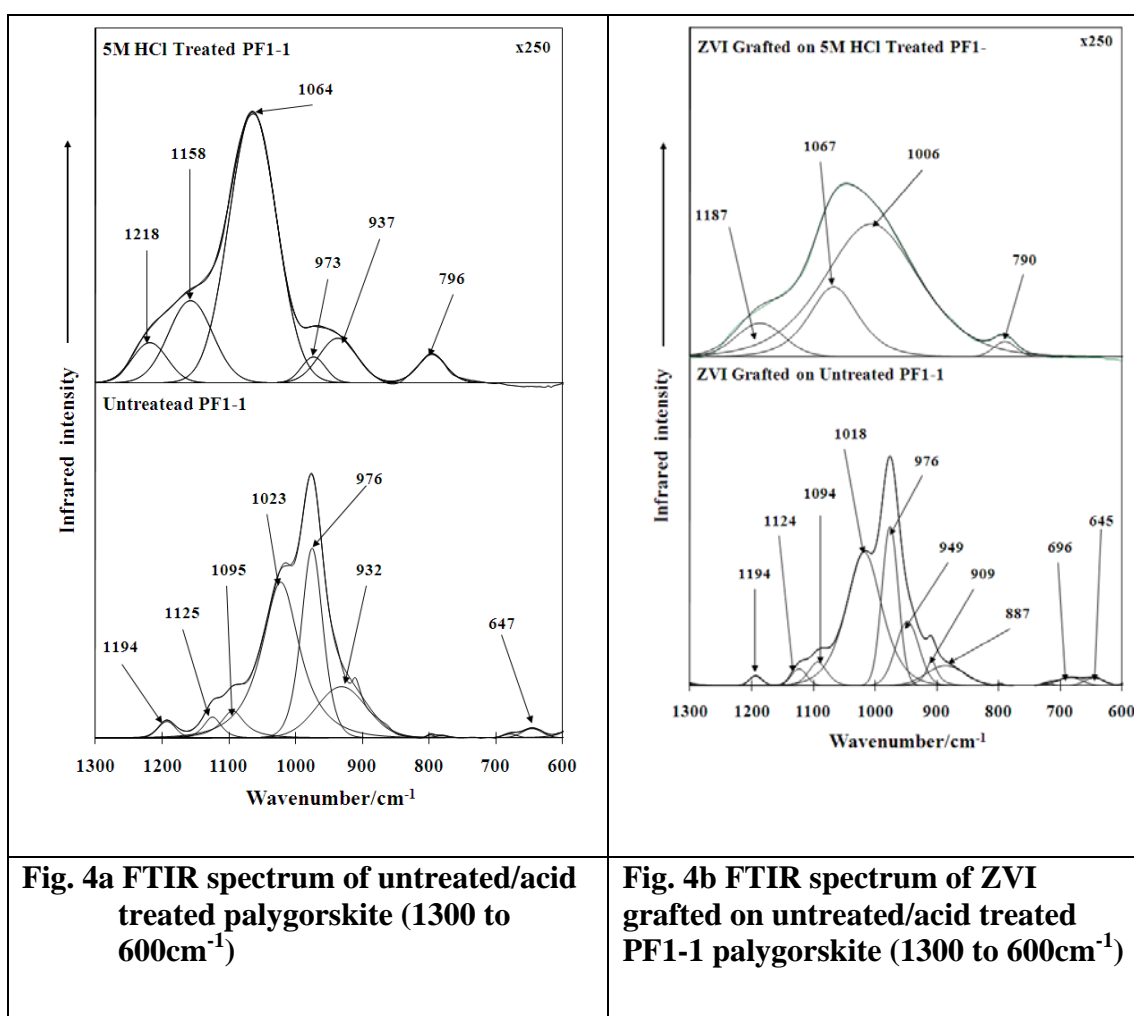 5M HCl Treated PF1-1
x250
1064
1158
1218
973
937
796
Infrared intensity
Untreatead PF1-1
976
1023
1095
932
1125
1194
647
1300 1200 1100 1000 900 800 700 600
Wavenumber/cm-1
ZVI Grafted on 5M HCl Treated PF1-
x250
1067
1006
1187
790
Infrared intensity
ZVI Grafted on Untreated PF1-1
1018
976
1094
1124
949
645
1194
909
696
887
1300 1200 1100 1000 900 800 700 600
Wavenumber/cm-1
Fig. 4a FTIR spectrum of untreated/acid
treated palygorskite (1300 to
600cm-1)
Fig. 4b FTIR spectrum of ZVI
grafted on untreated/acid treated
PF1-1 palygorskite (1300 to 600cm-1)